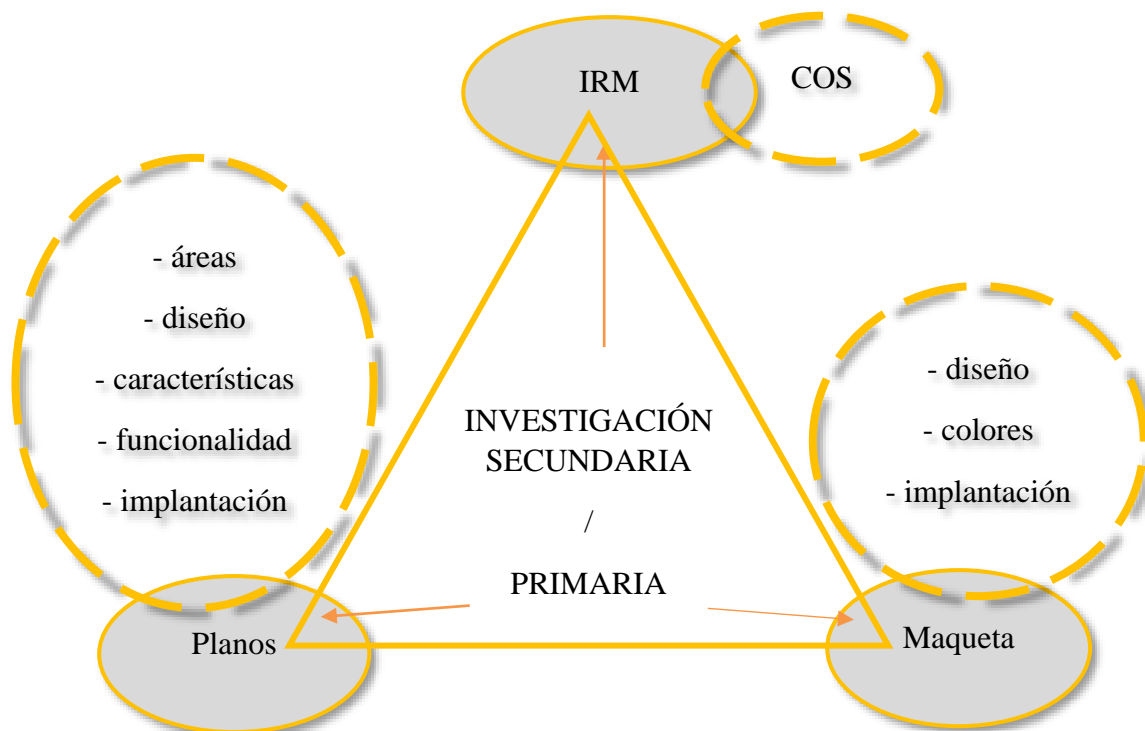 IRM
COS
- áreas
- diseño
- características
- funcionalidad
- implantación
- diseño
- colores
- implantación
INVESTIGACIÓN
SECUNDARIA
/
PRIMARIA
Planos
Maqueta